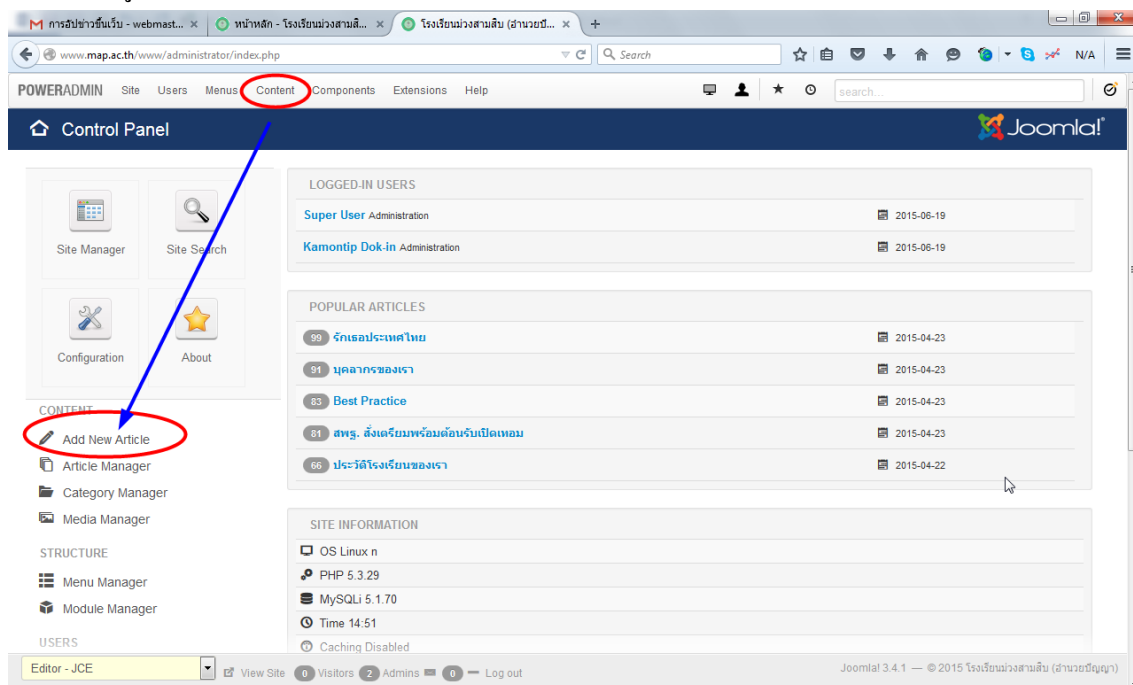 การอัปข่าวขึ้นเว็บ - webmast... × หน้าหลัก - โรงเรียนม่วงสามสิ... × โรงเรียนม่วงสามสิบ (อำนวยปั... × +
www.map.ac.th/www/administrator/index.php Search N/A
POWERADMIN Site Users Menus Content Components Extensions Help search...
Control Panel Joomla!
LOGGED-IN USERS
Super User Administration 2015-06-19
Kamontip Dok-in Administration 2015-06-19
Site Manager Site Search
POPULAR ARTICLES
99 รักเธอประเทศไทย 2015-04-23
91 บุคลากรของเรา 2015-04-23
83 Best Practice 2015-04-23
81 สพฐ. สั่งเตรียมพร้อมต้อนรับเปิดเทอม 2015-04-23
66 ประวัติโรงเรียนของเรา 2015-04-22
Configuration About
CONTENT
Add New Article
Article Manager
Category Manager
Media Manager
STRUCTURE
Menu Manager
Module Manager
USERS
SITE INFORMATION
OS Linux n
PHP 5.3.29
MySQLi 5.1.70
Time 14:51
Caching Disabled
Editor - JCE View Site 0 Visitors 2 Admins 0 Log out Joomla! 3.4.1 — © 2015 โรงเรียนม่วงสามสิบ (อำนวยปัญญา)